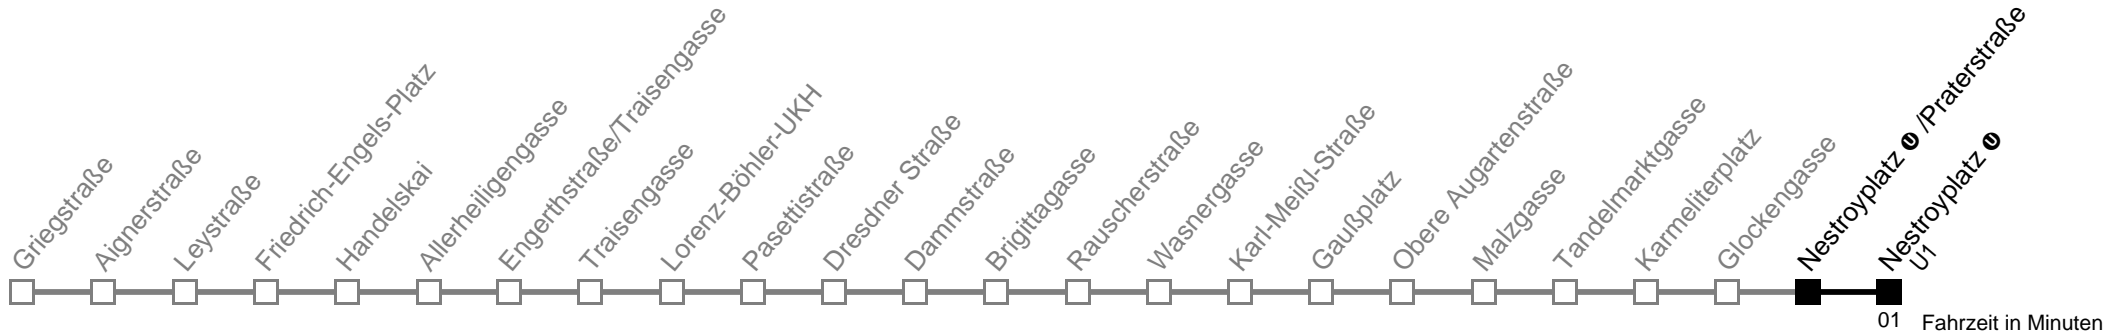 Griegstraße
Aignerstraße
Leystraße
Friedrich-Engels-Platz
Handelskai
Allerheiligengasse
Engerthstraße/Traisengasse
Traisengasse
Lorenz-Böhler-UKH
Pasettistraße
Dresdner Straße
Dammstraße
Brigittagasse
Rauscherstraße
Wasnergasse
Karl-Meißl-Straße
Gaußplatz
Obere Augartenstraße
Malzgasse
Tandelmarktgasse
Karmeliterplatz
Glockengasse
Nestroyplatz U /Praterstraße
Nestroyplatz U
U1
01 Fahrzeit in Minuten